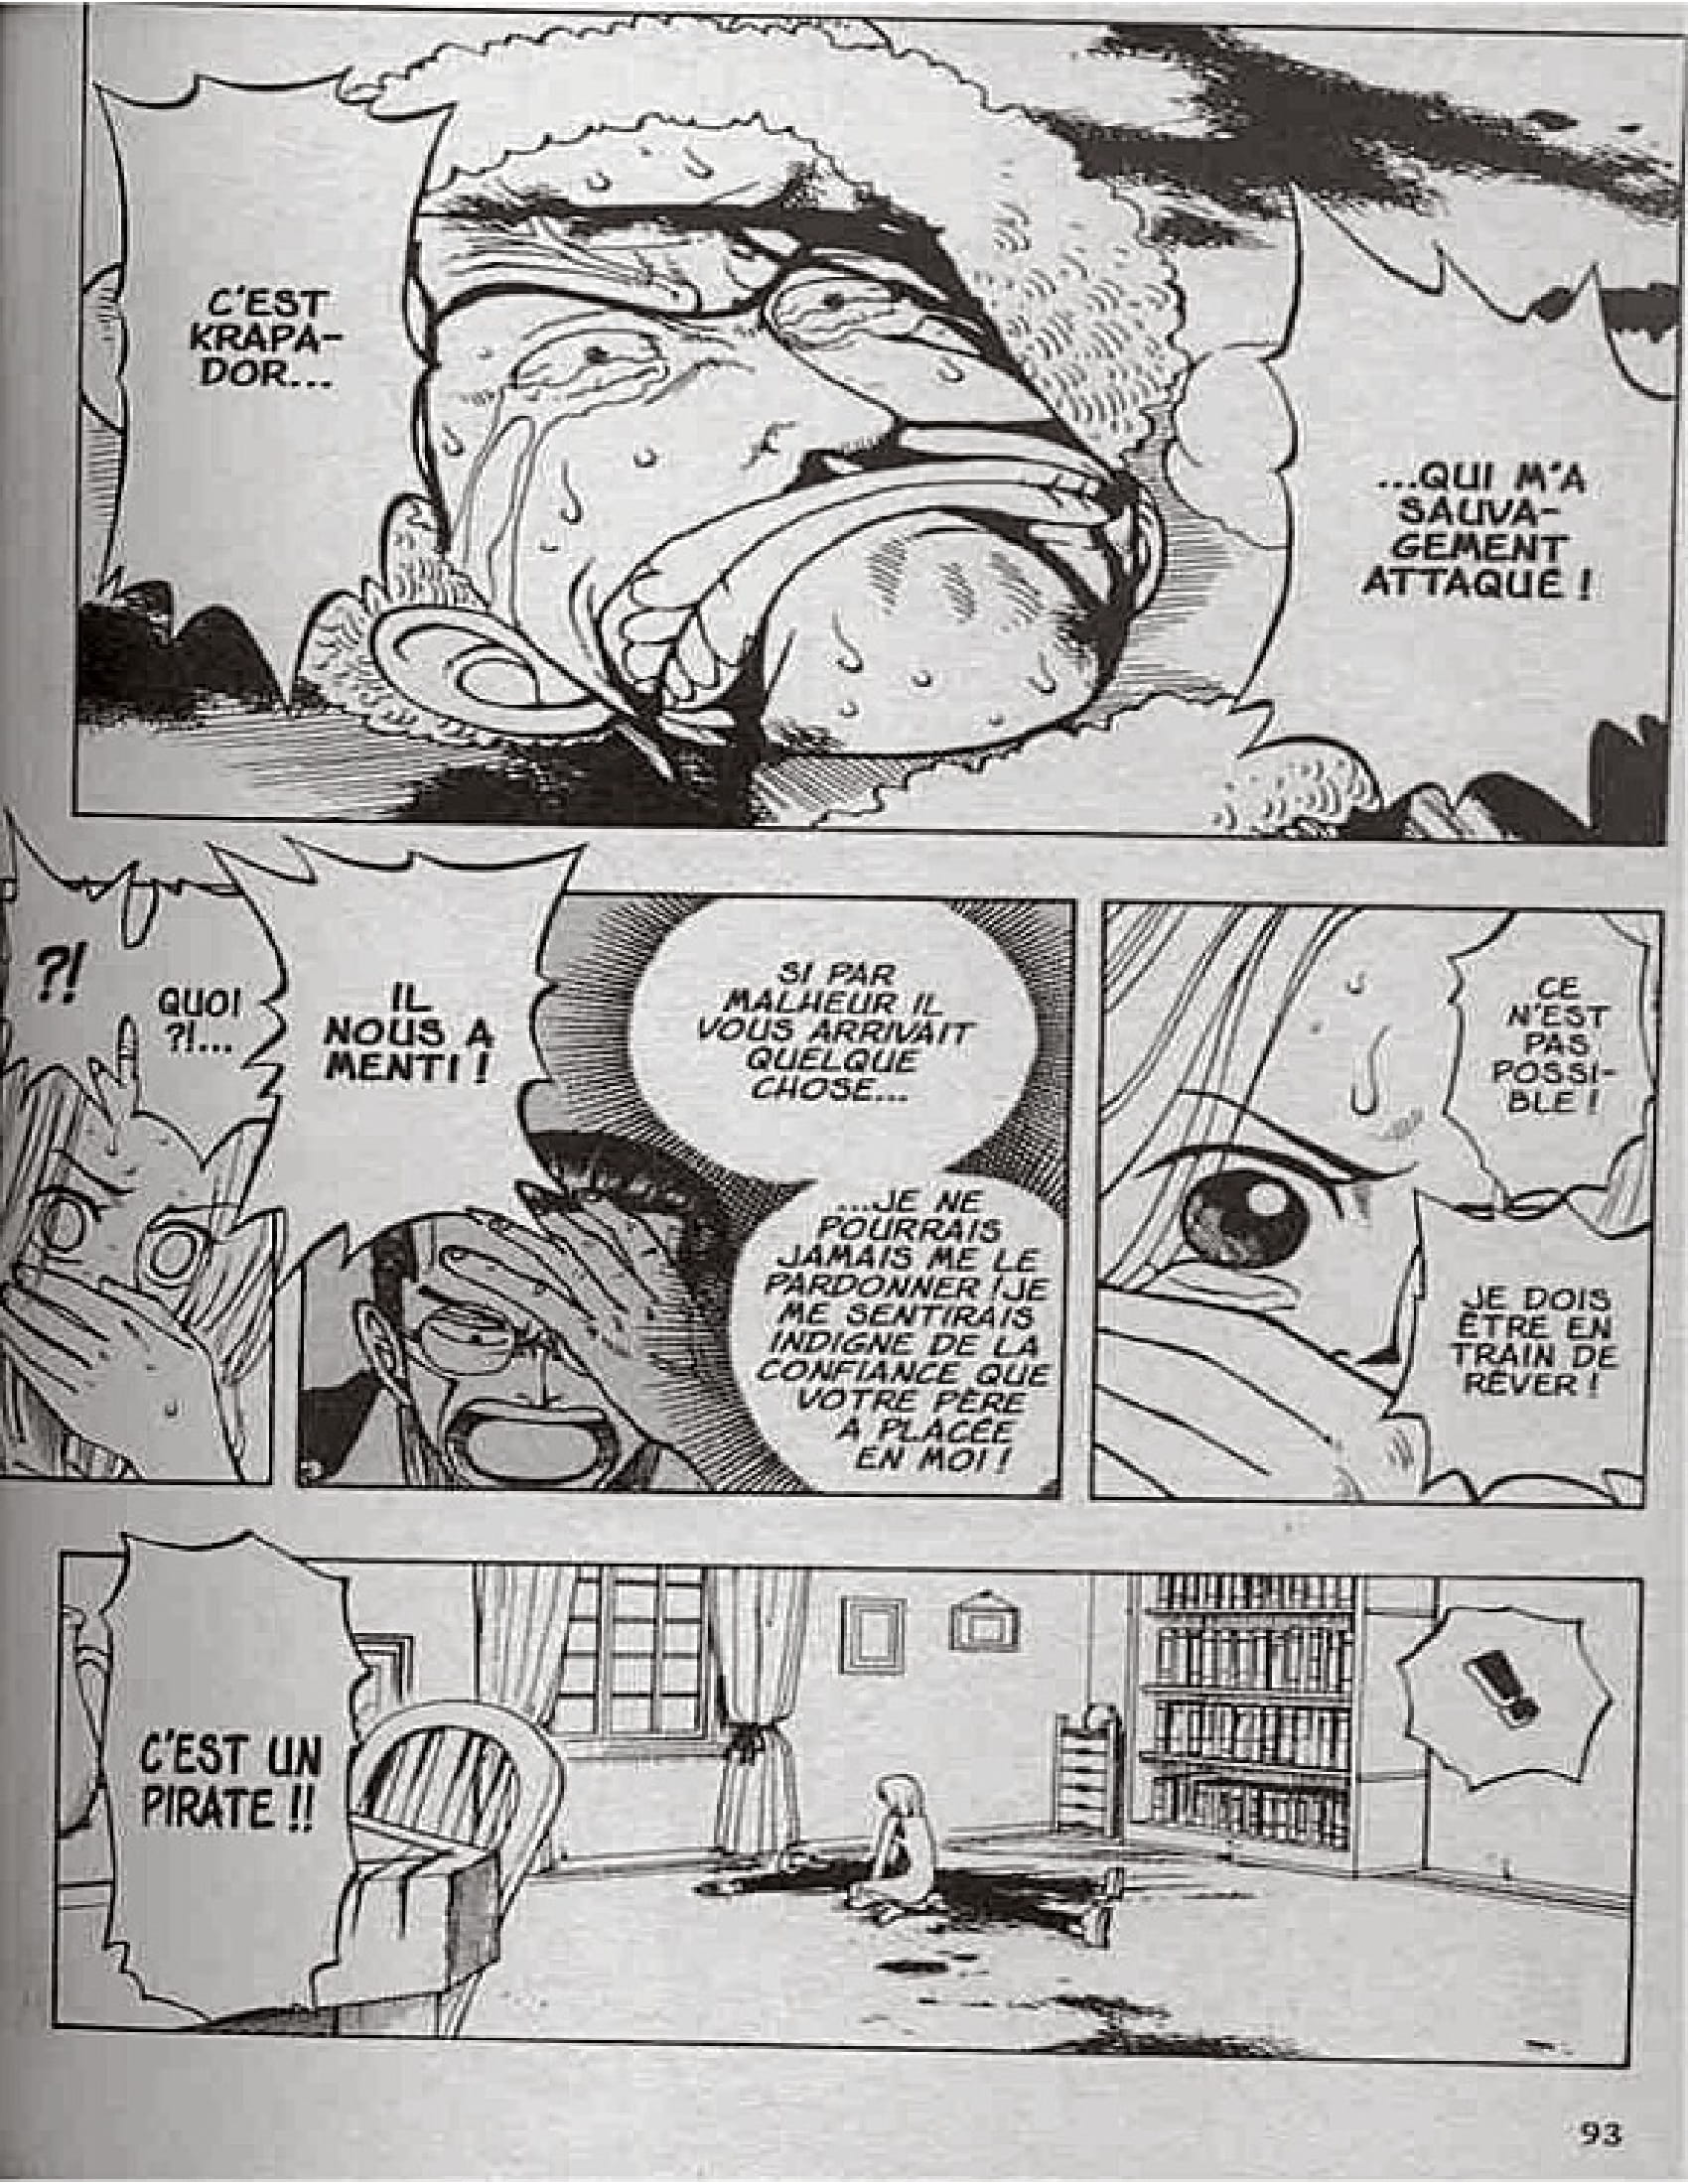 C'EST
KRAPA-
DOR...
...QUI M'A
SAUVA-
GEMENT
ATTAQUÉ !
CE
N'EST
PAS
POSSI-
BLE !
JE DOIS
ÊTRE EN
TRAIN DE
RÊVER !
SI PAR
MALHEUR IL
VOUS ARRIVAIT
QUELQUE
CHOSE...
...JE NE
POURRAIS
JAMAIS ME LE
PARDONNER ! JE
ME SENTIRAIS
INDIGNE DE LA
CONFIANCE QUE
VOTRE PÈRE
A PLACÉE
EN MOI !
IL
NOUS A
MENTI !
QUOI
?!...
?!
!
C'EST UN
PIRATE !!
93